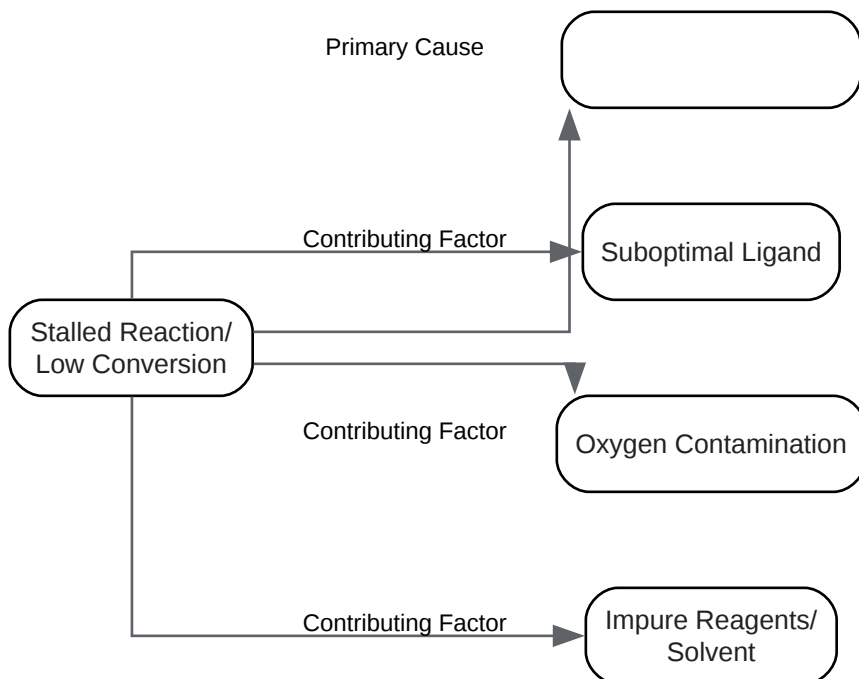 Primary Cause
Contributing Factor
Suboptimal Ligand
Stalled Reaction/
Low Conversion
Contributing Factor
Oxygen Contamination
Contributing Factor
Impure Reagents/
Solvent